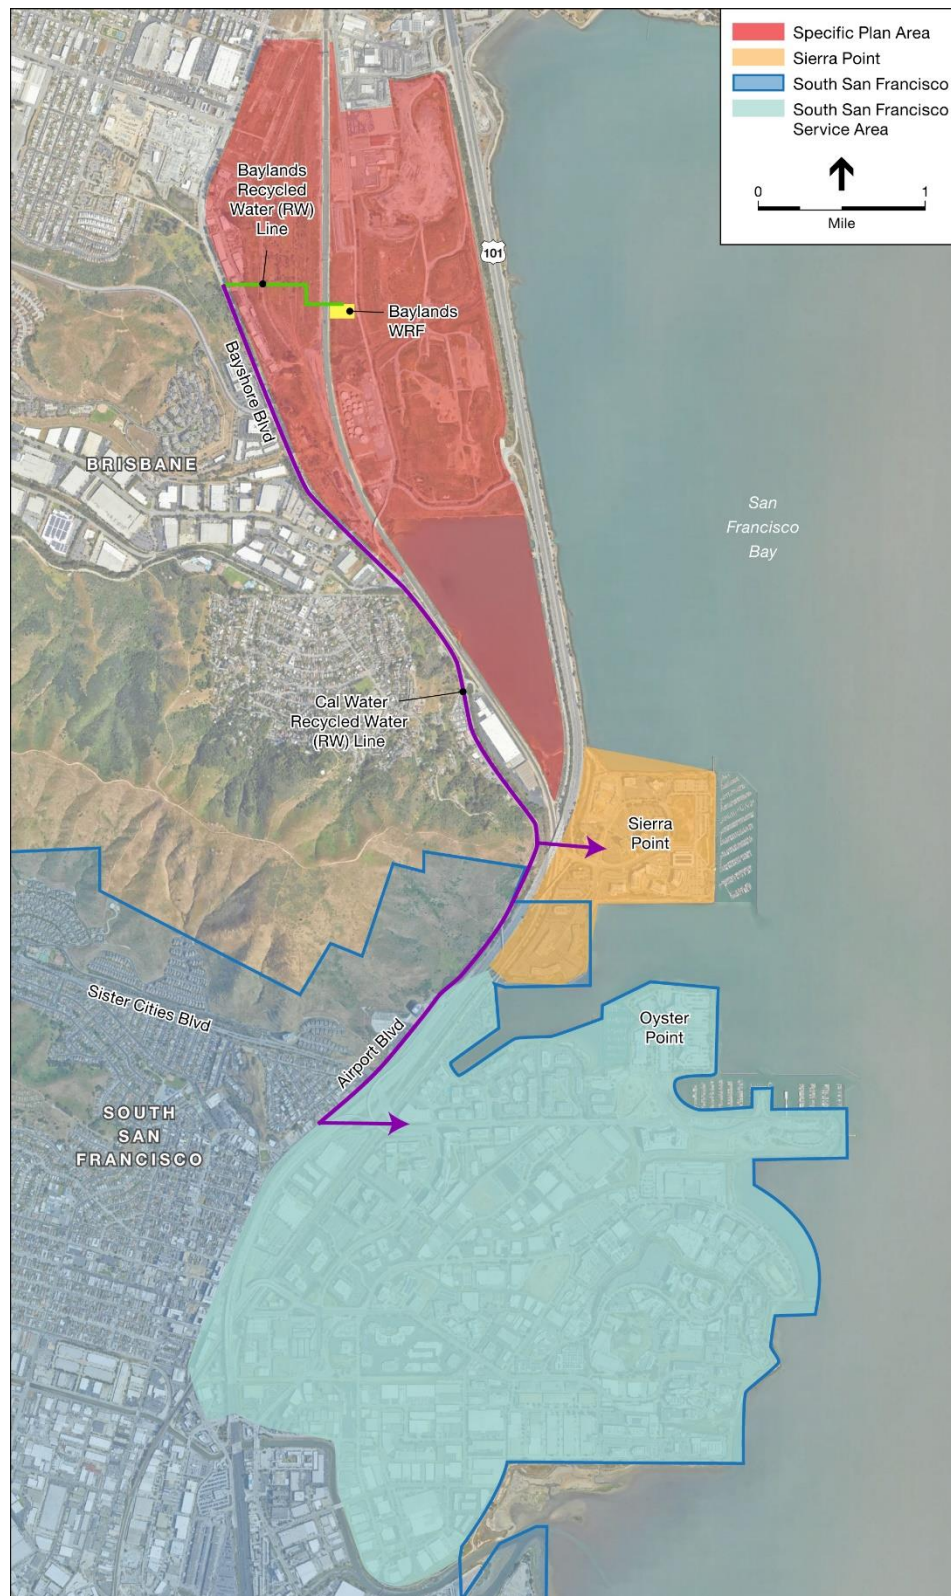 Specific Plan Area
Sierra Point
South San Francisco
South San Francisco
Service Area
0
1
Mile
Baylands
Recycled
Water (RW)
Line
101
Baylands
WRF
Bayshore Blvd
BRISBANE
San
Francisco
Bay
Cal Water
Recycled Water
(RW) Line
Sierra
Point
Sister Cities Blvd
Oyster
Point
Airport Blvd
SOUTH
SAN
FRANCISCO